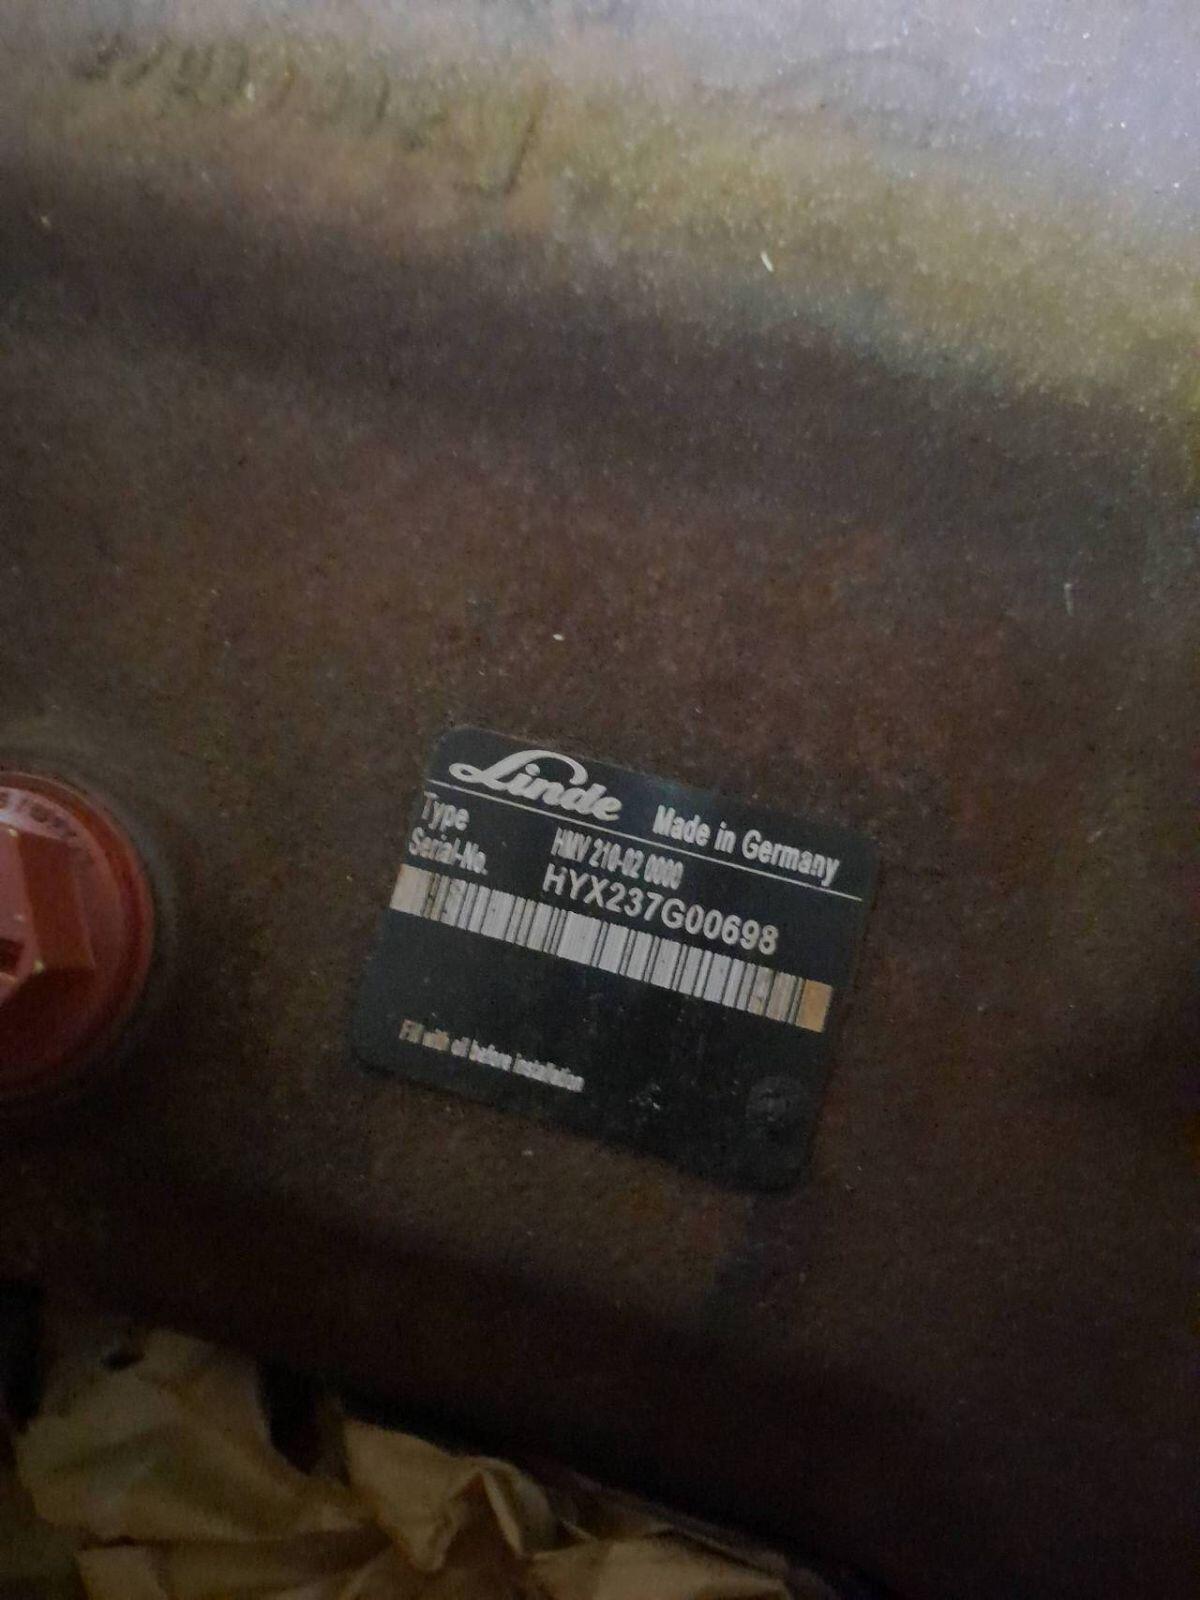 Linde Made in Germany
Type HMV 210-02 0000
Serial-No. HYX237G00698
Fill with oil before installation